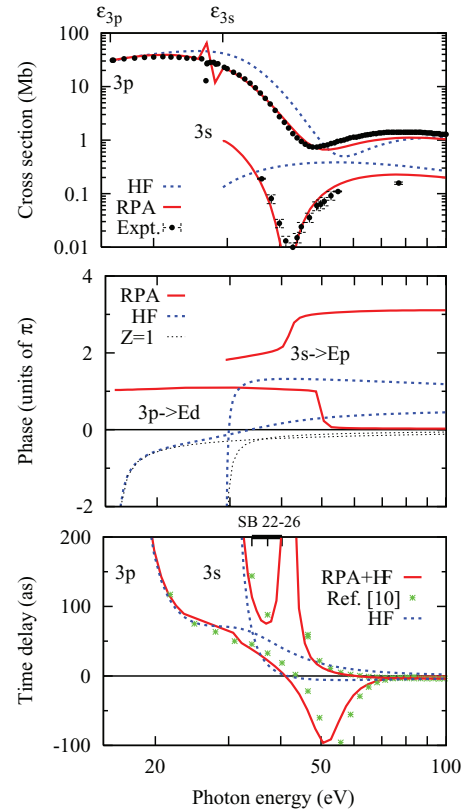 ε3p ε3s
Cross section (Mb)
100
10
1
0.1
0.01
3p
3s
HF
RPA
Expt.
Phase (units of π)
4
2
0
-2
RPA
HF
Z=1
3s->Ep
3p->Ed
SB 22-26
Time delay (as)
200
100
0
-100
3p
3s
RPA+HF
Ref. [10]
HF
20 50 100
Photon energy (eV)